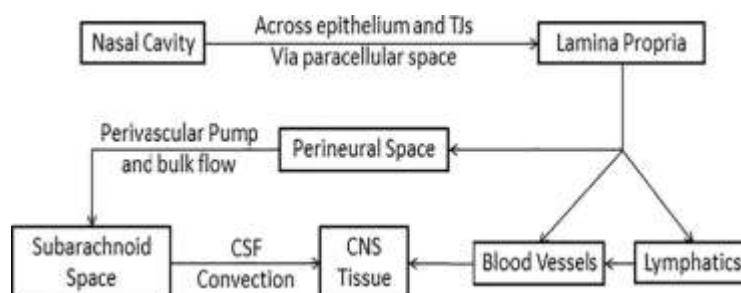 Across epithelium and TJs
Nasal Cavity
Lamina Propria
Via paracellular space
Perivascular Pump
and bulk flow
Perineural Space
Subarachnoid
Space
CSF
Convection
CNS
Tissue
Blood Vessels
Lymphatics